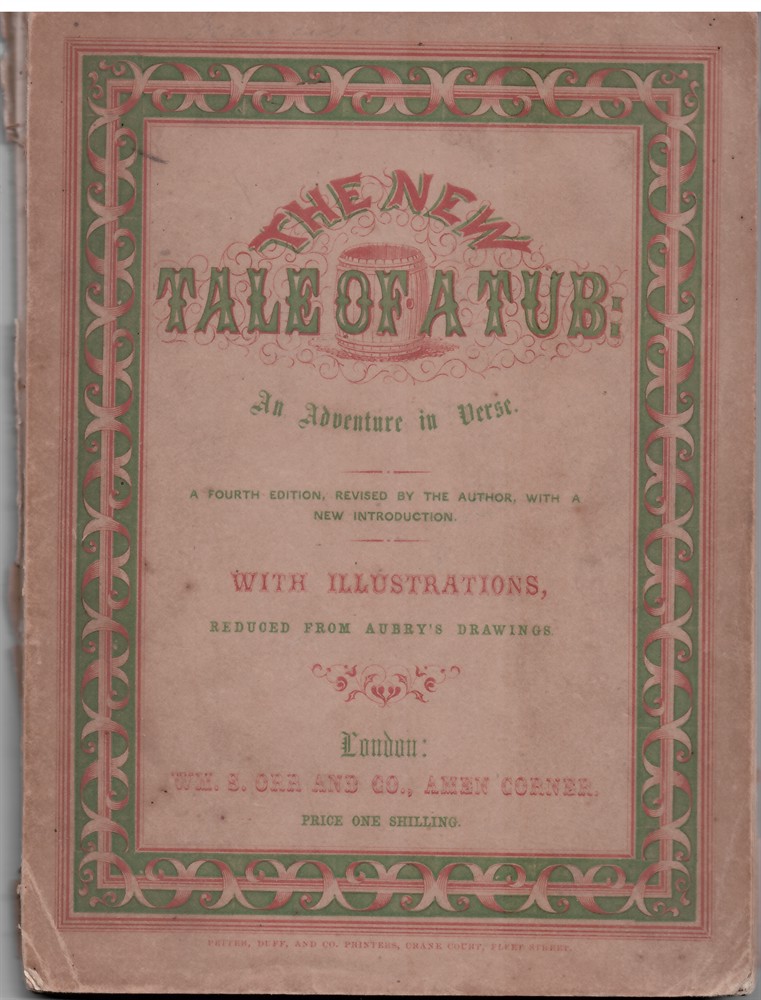 THE NEW
TALE OF A TUB:
An Adventure in Verse.
A FOURTH EDITION, REVISED BY THE AUTHOR, WITH A
NEW INTRODUCTION.
WITH ILLUSTRATIONS,
REDUCED FROM AUBRY'S DRAWINGS.
London:
WM. S. ORR AND CO., AMEN CORNER.
PRICE ONE SHILLING.
PETTER, DUFF, AND CO. PRINTERS, CRANE COURT, FLEET STREET.